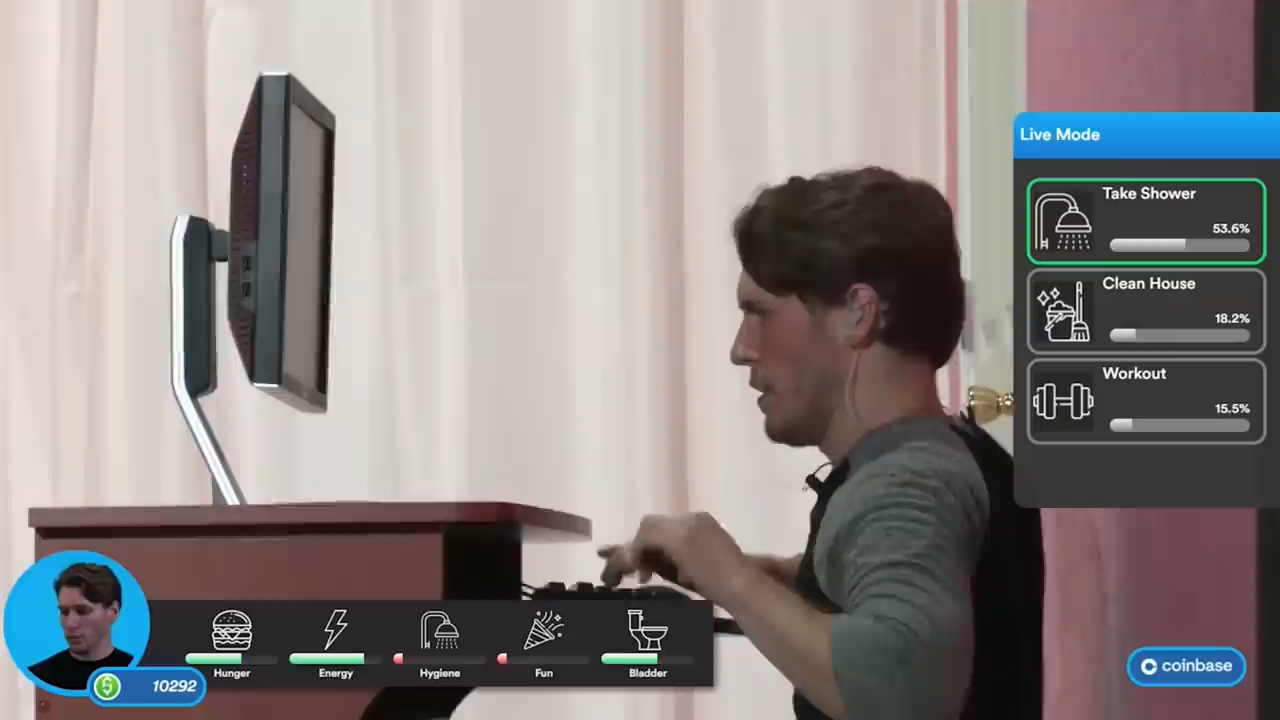 Live Mode
Take Shower
53.6%
Clean House
18.2%
Workout
15.5%
Hunger
Energy
Hygiene
Fun
Bladder
10292
coinbase